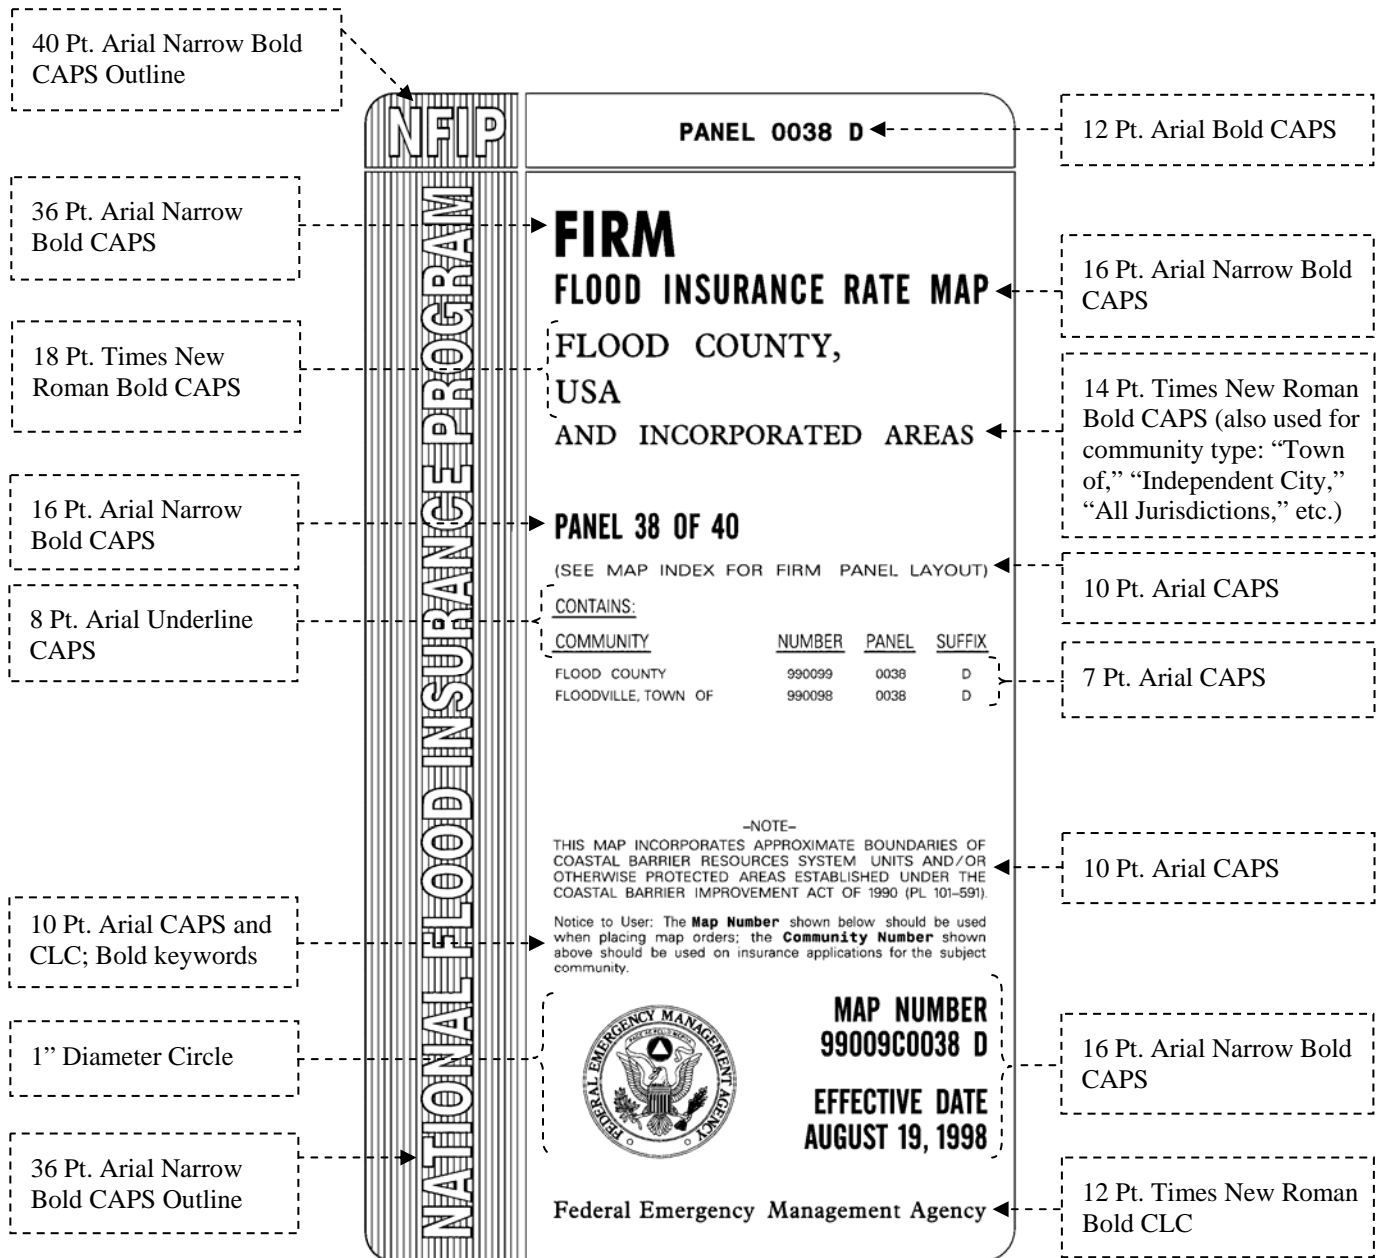 40 Pt. Arial Narrow Bold
CAPS Outline
NFIP
PANEL 0038 D
12 Pt. Arial Bold CAPS
36 Pt. Arial Narrow
Bold CAPS
FIRM
FLOOD INSURANCE RATE MAP
16 Pt. Arial Narrow Bold
CAPS
18 Pt. Times New
Roman Bold CAPS
FLOOD COUNTY,
USA
AND INCORPORATED AREAS
14 Pt. Times New Roman
Bold CAPS (also used for
community type: “Town
of,” “Independent City,”
“All Jurisdictions,” etc.)
16 Pt. Arial Narrow
Bold CAPS
PANEL 38 OF 40
(SEE MAP INDEX FOR FIRM PANEL LAYOUT)
10 Pt. Arial CAPS
8 Pt. Arial Underline
CAPS
CONTAINS:
COMMUNITY NUMBER PANEL SUFFIX
FLOOD COUNTY 990099 0038 D
FLOODVILLE, TOWN OF 990098 0038 D
7 Pt. Arial CAPS
–NOTE–
THIS MAP INCORPORATES APPROXIMATE BOUNDARIES OF
COASTAL BARRIER RESOURCES SYSTEM UNITS AND/OR
OTHERWISE PROTECTED AREAS ESTABLISHED UNDER THE
COASTAL BARRIER IMPROVEMENT ACT OF 1990 (PL 101–591).
10 Pt. Arial CAPS
10 Pt. Arial CAPS and
CLC; Bold keywords
Notice to User: The Map Number shown below should be used
when placing map orders; the Community Number shown
above should be used on insurance applications for the subject
community.
1” Diameter Circle
FEDERAL EMERGENCY MANAGEMENT AGENCY
MAP NUMBER
99009C0038 D
EFFECTIVE DATE
AUGUST 19, 1998
16 Pt. Arial Narrow Bold
CAPS
36 Pt. Arial Narrow
Bold CAPS Outline
NATIONAL FLOOD INSURANCE PROGRAM
Federal Emergency Management Agency
12 Pt. Times New Roman
Bold CLC